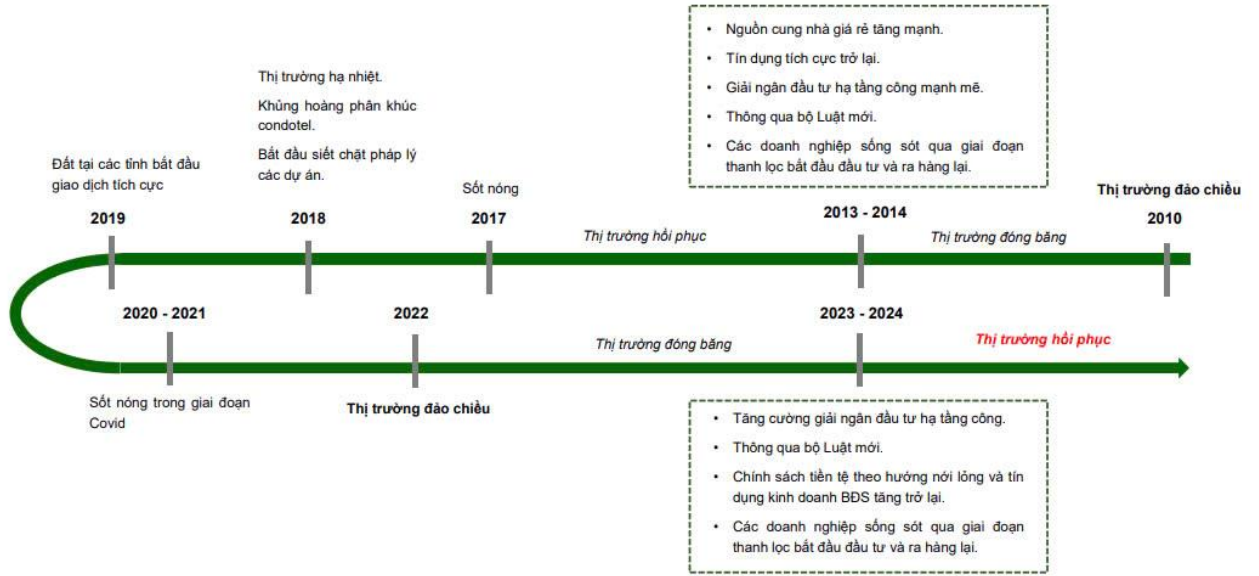 • Nguồn cung nhà giá rẻ tăng mạnh.
• Tín dụng tích cực trở lại.
• Giải ngân đầu tư hạ tầng công mạnh mẽ.
• Thông qua bộ Luật mới.
• Các doanh nghiệp sống sót qua giai đoạn
thanh lọc bắt đầu đầu tư và ra hàng lại.
Thị trường hạ nhiệt.
Khủng hoảng phân khúc
condotel.
Bắt đầu siết chặt pháp lý
các dự án.
Đất tại các tỉnh bắt đầu
giao dịch tích cực
Sốt nóng
Thị trường đảo chiều
2019
2018
2017
2013 - 2014
2010
Thị trường hồi phục
Thị trường đóng băng
2020 - 2021
2022
2023 - 2024
Thị trường đóng băng
Thị trường hồi phục
Sốt nóng trong giai đoạn
Covid
Thị trường đảo chiều
• Tăng cường giải ngân đầu tư hạ tầng công.
• Thông qua bộ Luật mới.
• Chính sách tiền tệ theo hướng nới lỏng và tín
dụng kinh doanh BĐS tăng trở lại.
• Các doanh nghiệp sống sót qua giai đoạn
thanh lọc bắt đầu đầu tư và ra hàng lại.